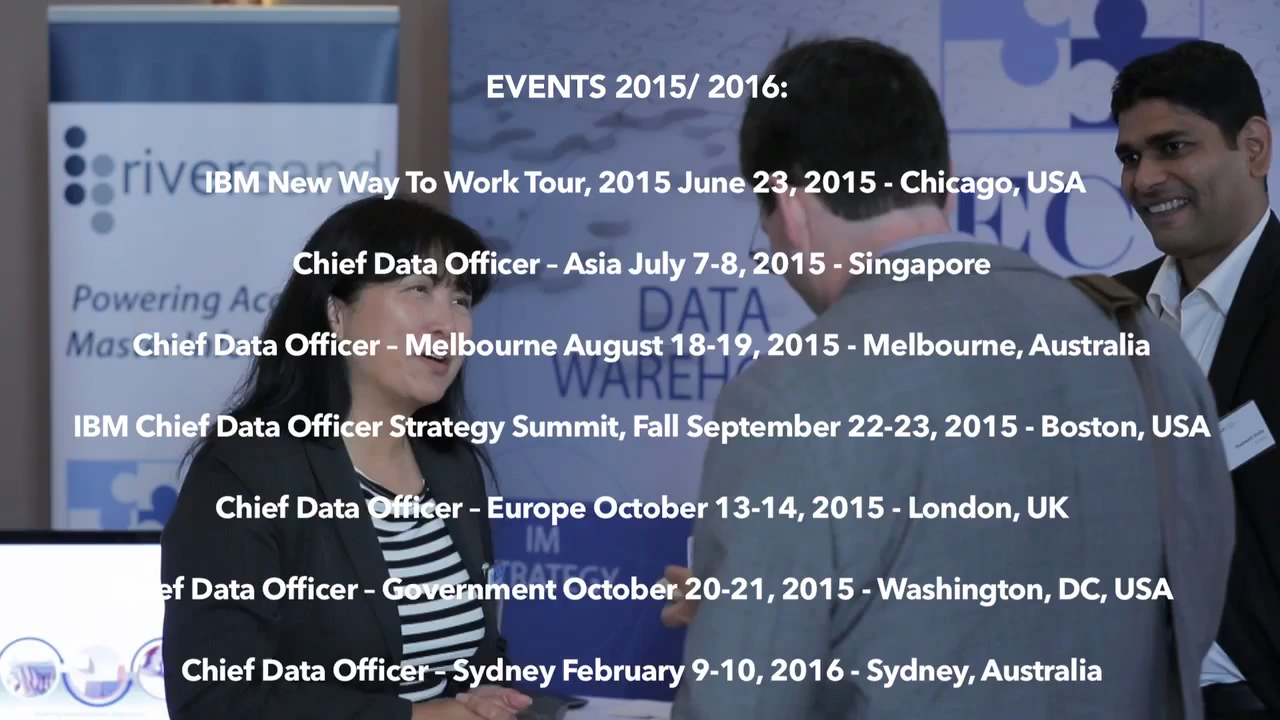 EVENTS 2015/ 2016:
riversand
IBM New Way To Work Tour, 2015 June 23, 2015 - Chicago, USA
Chief Data Officer – Asia July 7-8, 2015 - Singapore
Powering
DATA
Chief Data Officer – Melbourne August 18-19, 2015 - Melbourne, Australia
IBM Chief Data Officer Strategy Summit, Fall September 22-23, 2015 - Boston, USA
Chief Data Officer – Europe October 13-14, 2015 - London, UK
IM
Data Officer – Government October 20-21, 2015 - Washington, DC, USA
Chief Data Officer – Sydney February 9-10, 2016 - Sydney, Australia